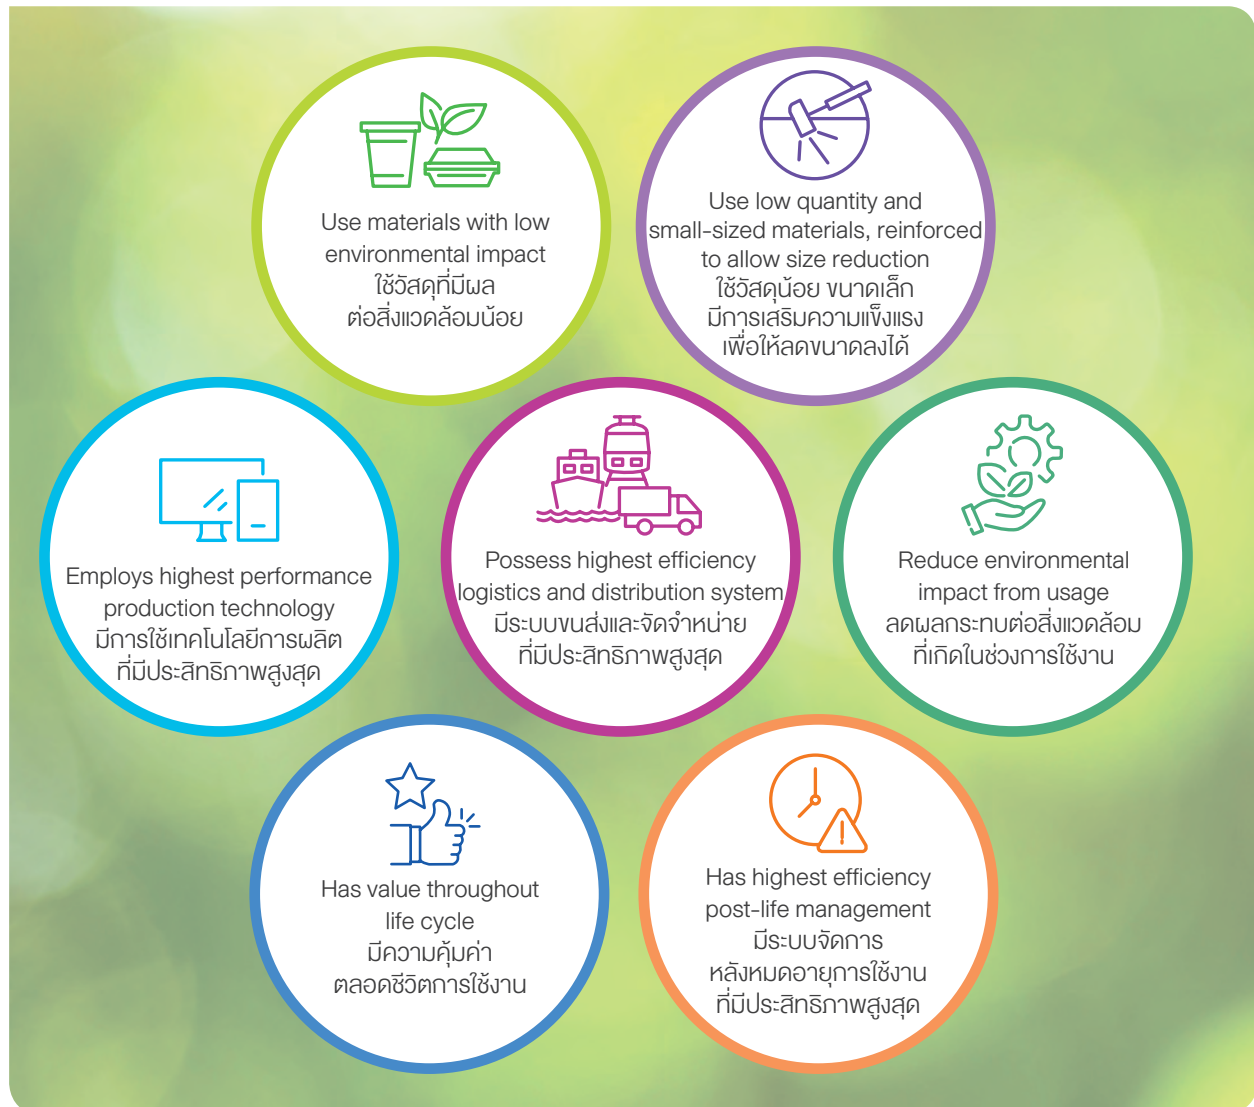 Use materials with low
environmental impact
ใช้วัสดุที่มีผล
ต่อสิ่งแวดล้อมน้อย
Use low quantity and
small-sized materials, reinforced
to allow size reduction
ใช้วัสดุน้อย ขนาดเล็ก
มีการเสริมความแข็งแรง
เพื่อให้ลดขนาดลงได้
Employs highest performance
production technology
มีการใช้เทคโนโลยีการผลิต
ที่มีประสิทธิภาพสูงสุด
Possess highest efficiency
logistics and distribution system
มีระบบขนส่งและจัดจำหน่าย
ที่มีประสิทธิภาพสูงสุด
Reduce environmental
impact from usage
ลดผลกระทบต่อสิ่งแวดล้อม
ที่เกิดในช่วงการใช้งาน
Has value throughout
life cycle
มีความคุ้มค่า
ตลอดชีวิตการใช้งาน
Has highest efficiency
post-life management
มีระบบจัดการ
หลังหมดอายุการใช้งาน
ที่มีประสิทธิภาพสูงสุด